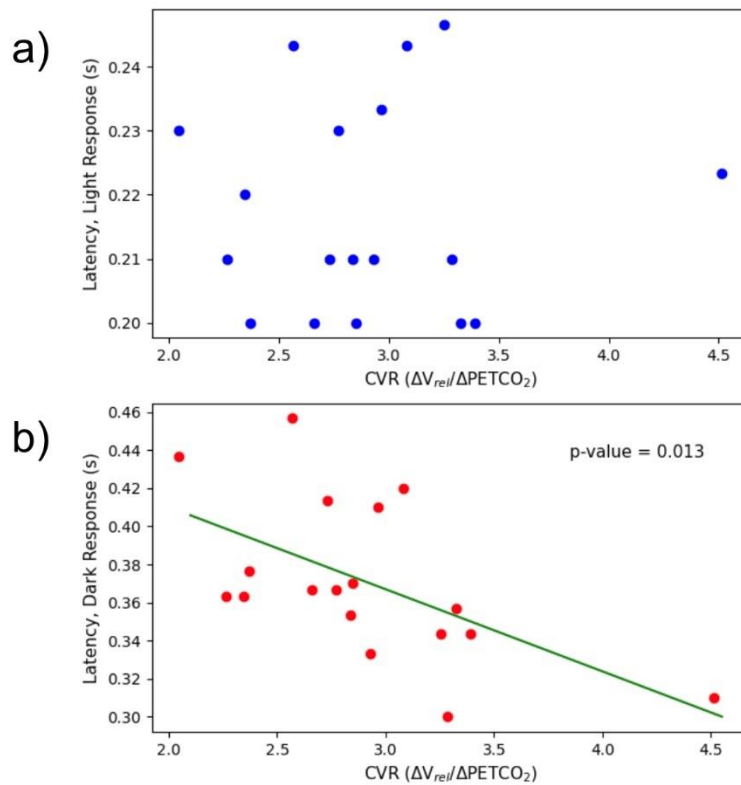 a)
Latency, Light Response (s)
0.24
0.23
0.22
0.21
0.20
2.0 2.5 3.0 3.5 4.0 4.5
CVR (ΔV_rel/ΔPETCO₂)
b)
Latency, Dark Response (s)
0.46
0.44
0.42
0.40
0.38
0.36
0.34
0.32
0.30
p-value = 0.013
2.0 2.5 3.0 3.5 4.0 4.5
CVR (ΔV_rel/ΔPETCO₂)